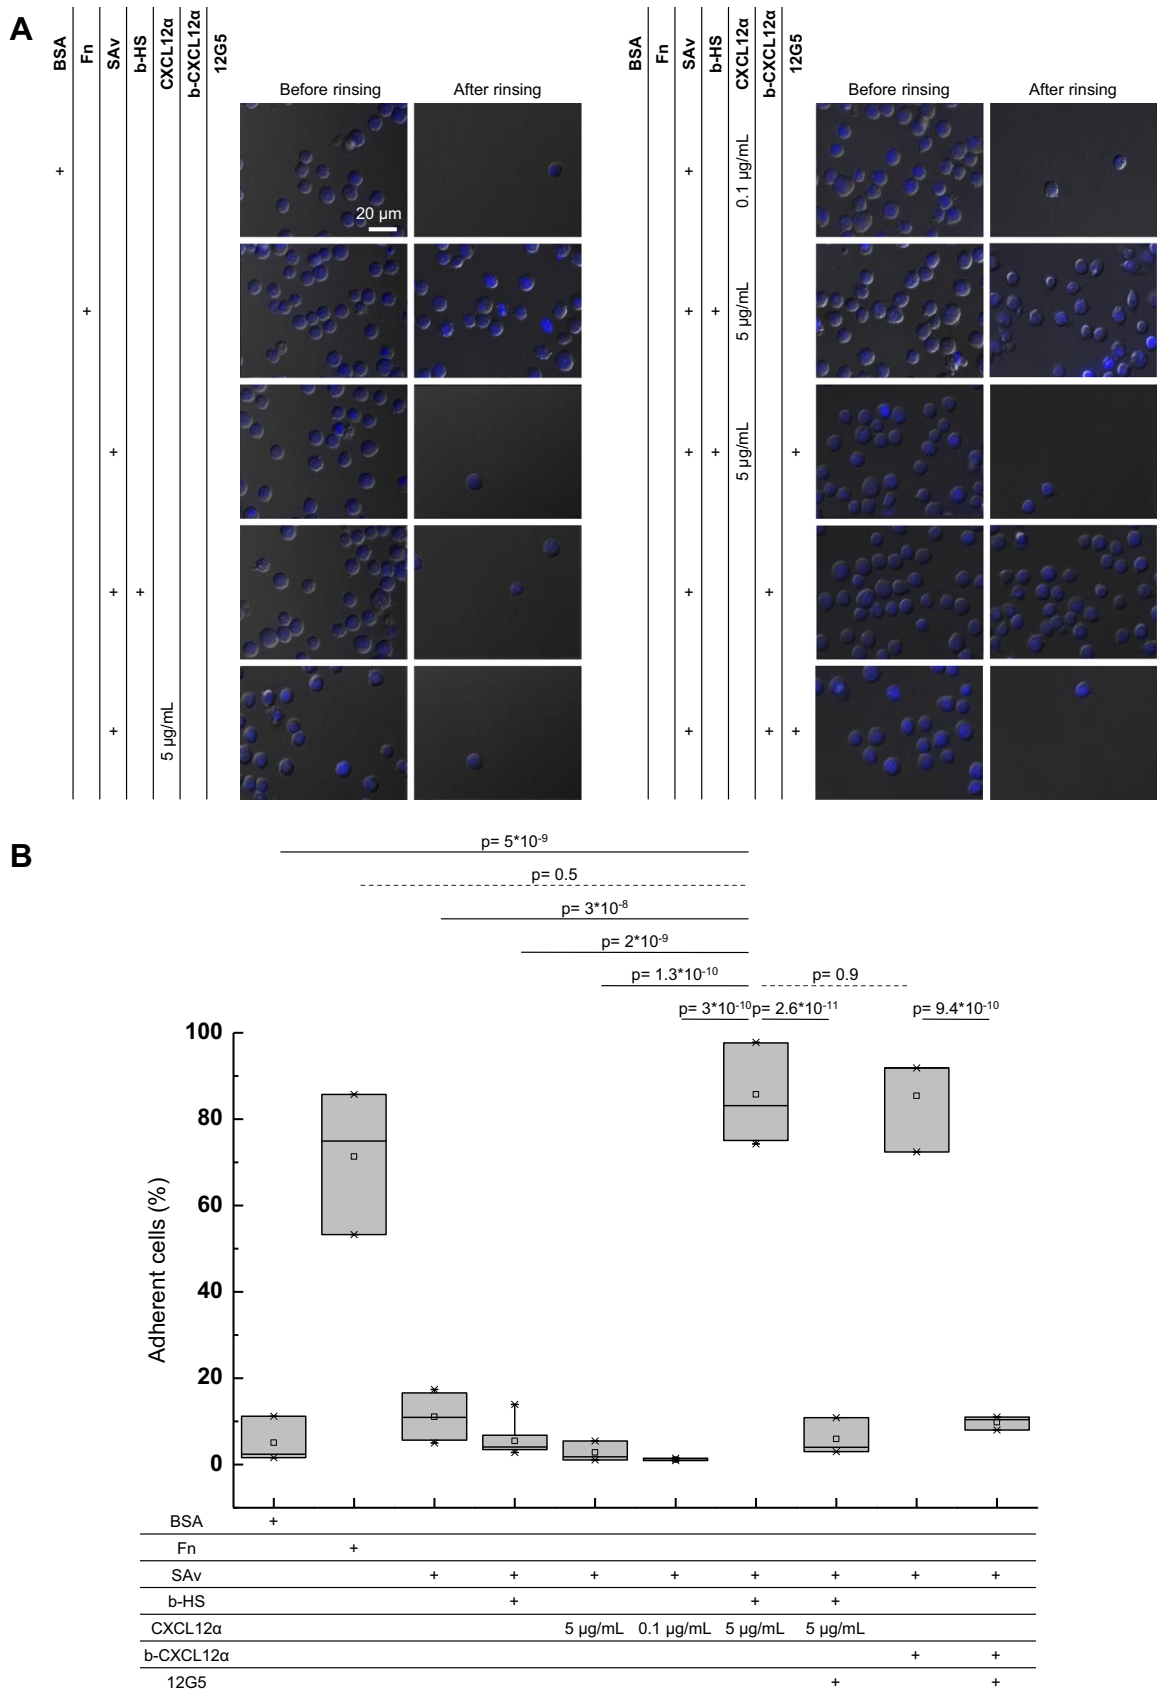 A
BSA
Fn
SAv
b-HS
CXCL12α
b-CXCL12α
12G5
Before rinsing
After rinsing
+
20 µm
+
+
+ +
+
5 µg/mL
BSA
Fn
SAv
b-HS
CXCL12α
b-CXCL12α
12G5
Before rinsing
After rinsing
+
0.1 µg/mL
+ +
5 µg/mL
+ +
5 µg/mL
+
+ +
+ + +
B
p= 5*10-9
p= 0.5
p= 3*10-8
p= 2*10-9
p= 1.3*10-10
p= 0.9
p= 3*10-10
p= 2.6*10-11
p= 9.4*10-10
Adherent cells (%)
100
80
60
40
20
0
BSA +
Fn +
SAv + + + + + + + +
b-HS + + +
CXCL12α 5 µg/mL 0.1 µg/mL 5 µg/mL 5 µg/mL
b-CXCL12α + +
12G5 + +